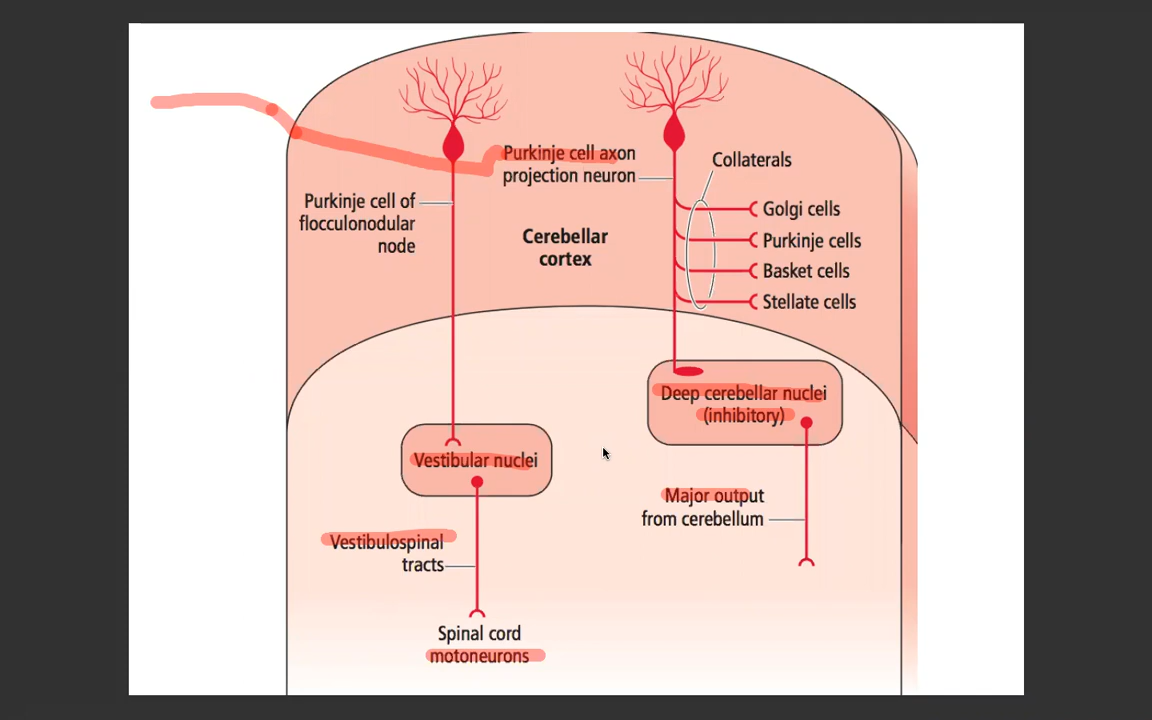 Purkinje cell axon
projection neuron
Collaterals
Purkinje cell of
flocculonodular
node
Cerebellar
cortex
Golgi cells
Purkinje cells
Basket cells
Stellate cells
Deep cerebellar nuclei
(inhibitory)
Vestibular nuclei
Major output
from cerebellum
Vestibulospinal
tracts
Spinal cord
motoneurons